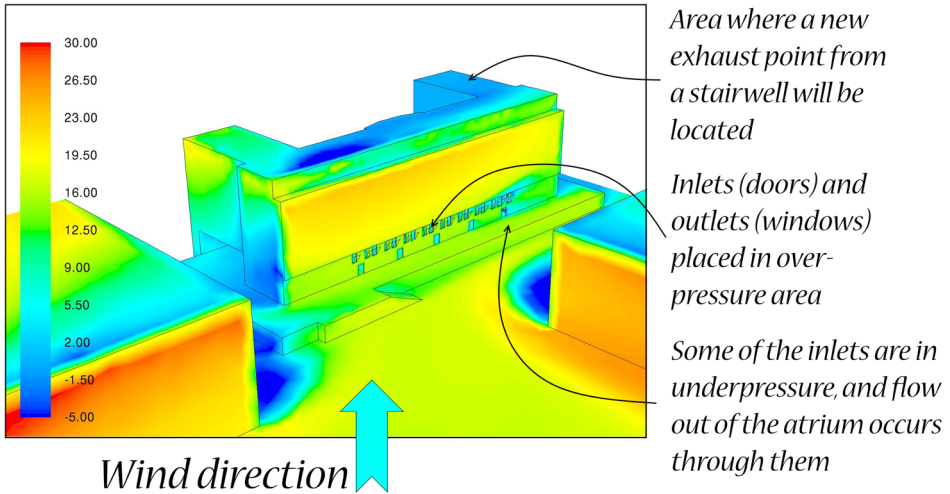 30.00
26.50
23.00
19.50
16.00
12.50
9.00
5.50
2.00
-1.50
-5.00
Wind direction
Area where a new
exhaust point from
a stairwell will be
located
Inlets (doors) and
outlets (windows)
placed in over-
pressure area
Some of the inlets are in
underpressure, and flow
out of the atrium occurs
through them